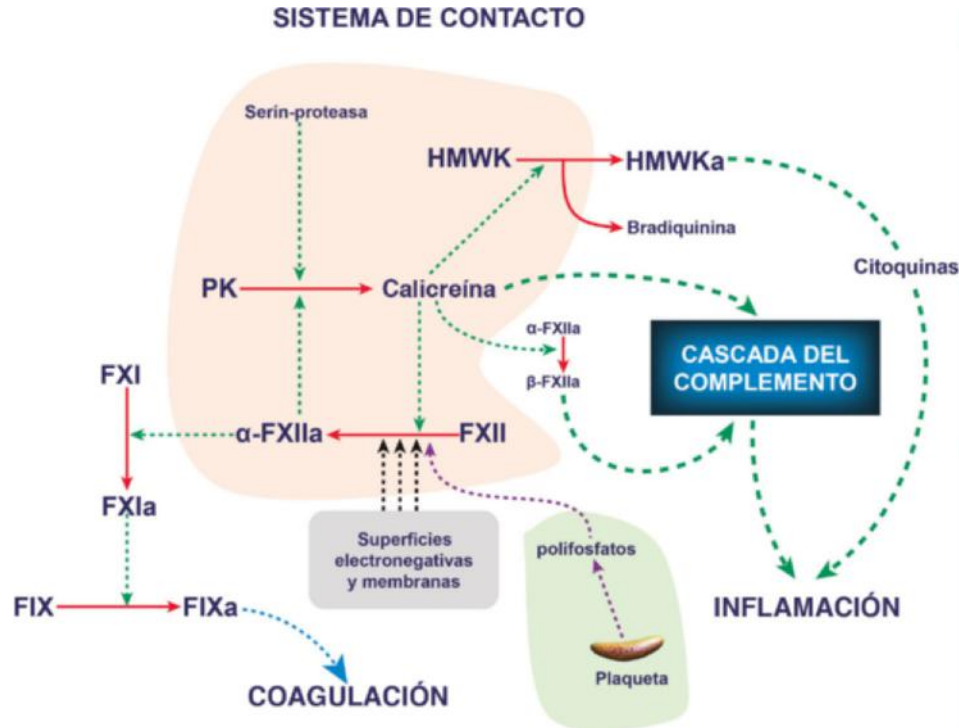 SISTEMA DE CONTACTO
Serin-proteasa
HMWK
HMWKa
Bradiquinina
Citoquinas
PK
Calicreína
α-FXIIa
β-FXIIa
CASCADA DEL
COMPLEMENTO
FXI
α-FXIIa
FXII
FXIa
Superficies
electronegativas
y membranas
polifosfatos
FIX
FIXa
INFLAMACIÓN
Plaqueta
COAGULACIÓN